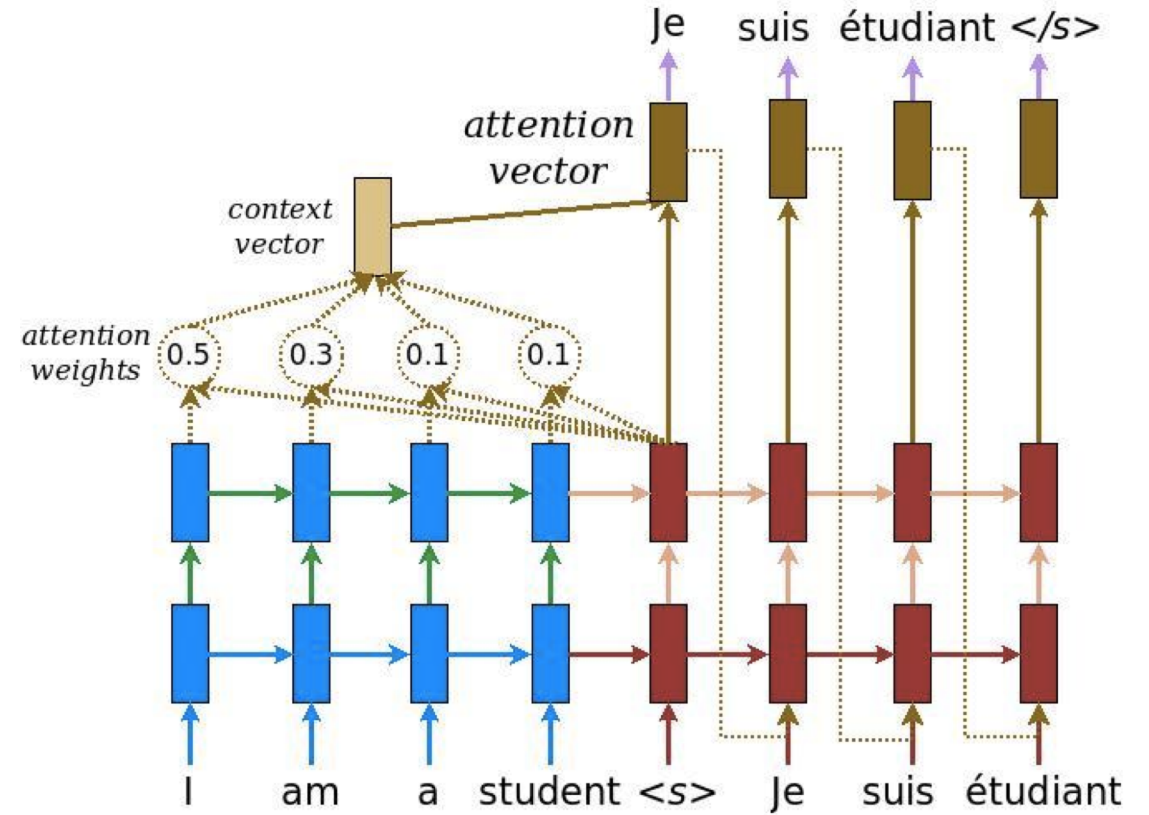 Je suis étudiant </s>
attention
vector
context
vector
attention
weights
0.5 0.3 0.1 0.1
I am a student <s> Je suis étudiant